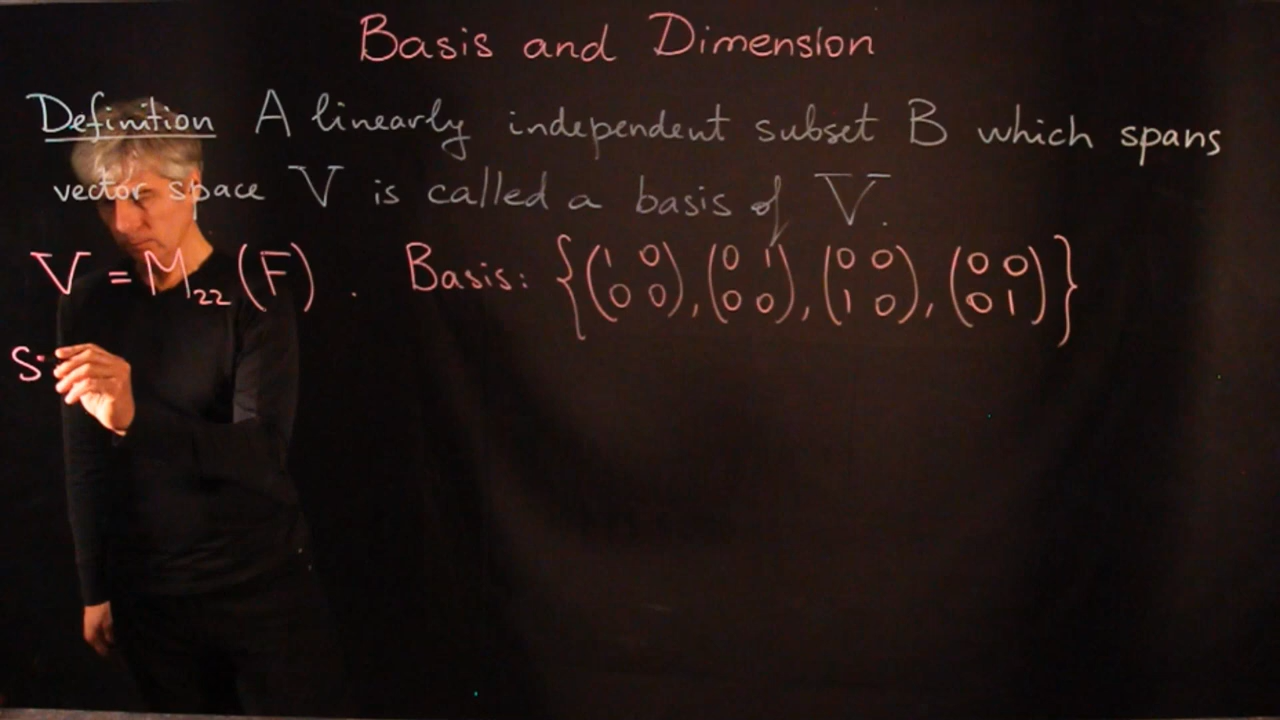 Basis and Dimension
Definition A linearly independent subset B which spans
vector space V is called a basis of V.
V = M₂₂(F). Basis: {(1 0; 0 0), (0 1; 0 0), (0 0; 1 0), (0 0; 0 1)}
S